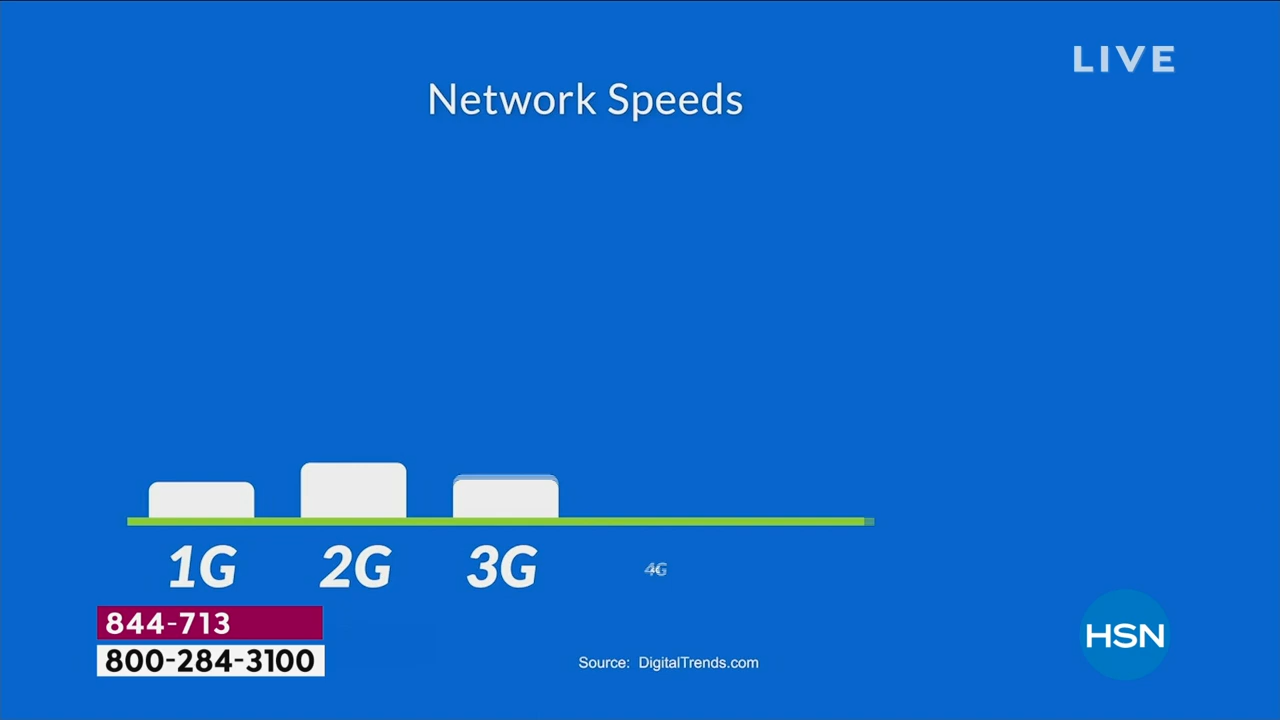 LIVE
Network Speeds
1G 2G 3G 4G
844-713
800-284-3100
Source: DigitalTrends.com
HSN